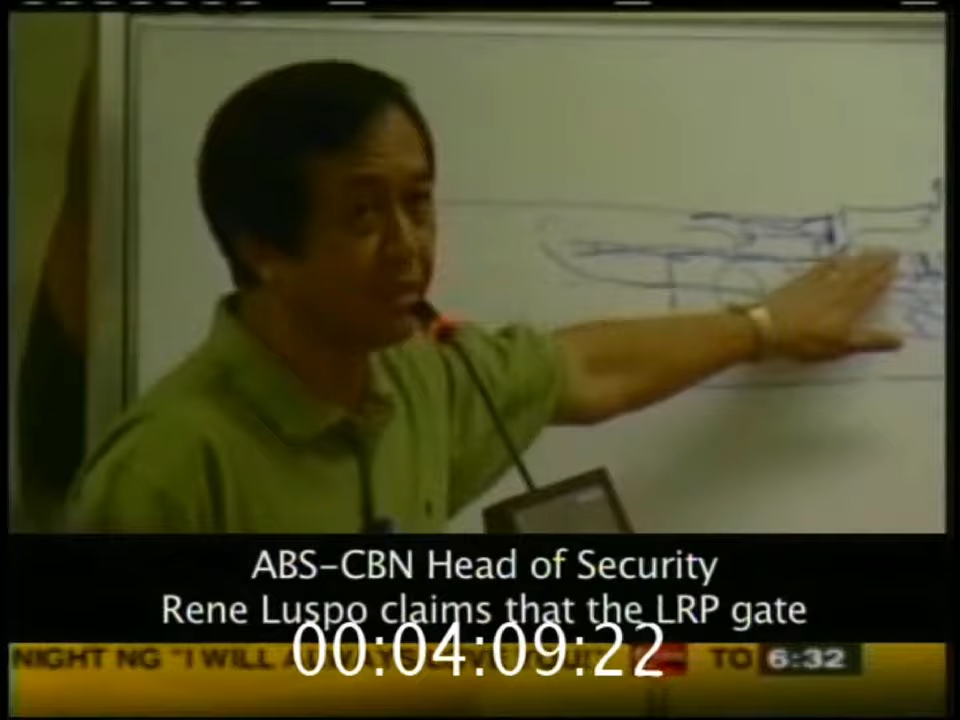 ABS-CBN Head of Security
Rene Luspo claims that the LRP gate
00:04:09:22
NIGHT NG "I WILL TO 6:32